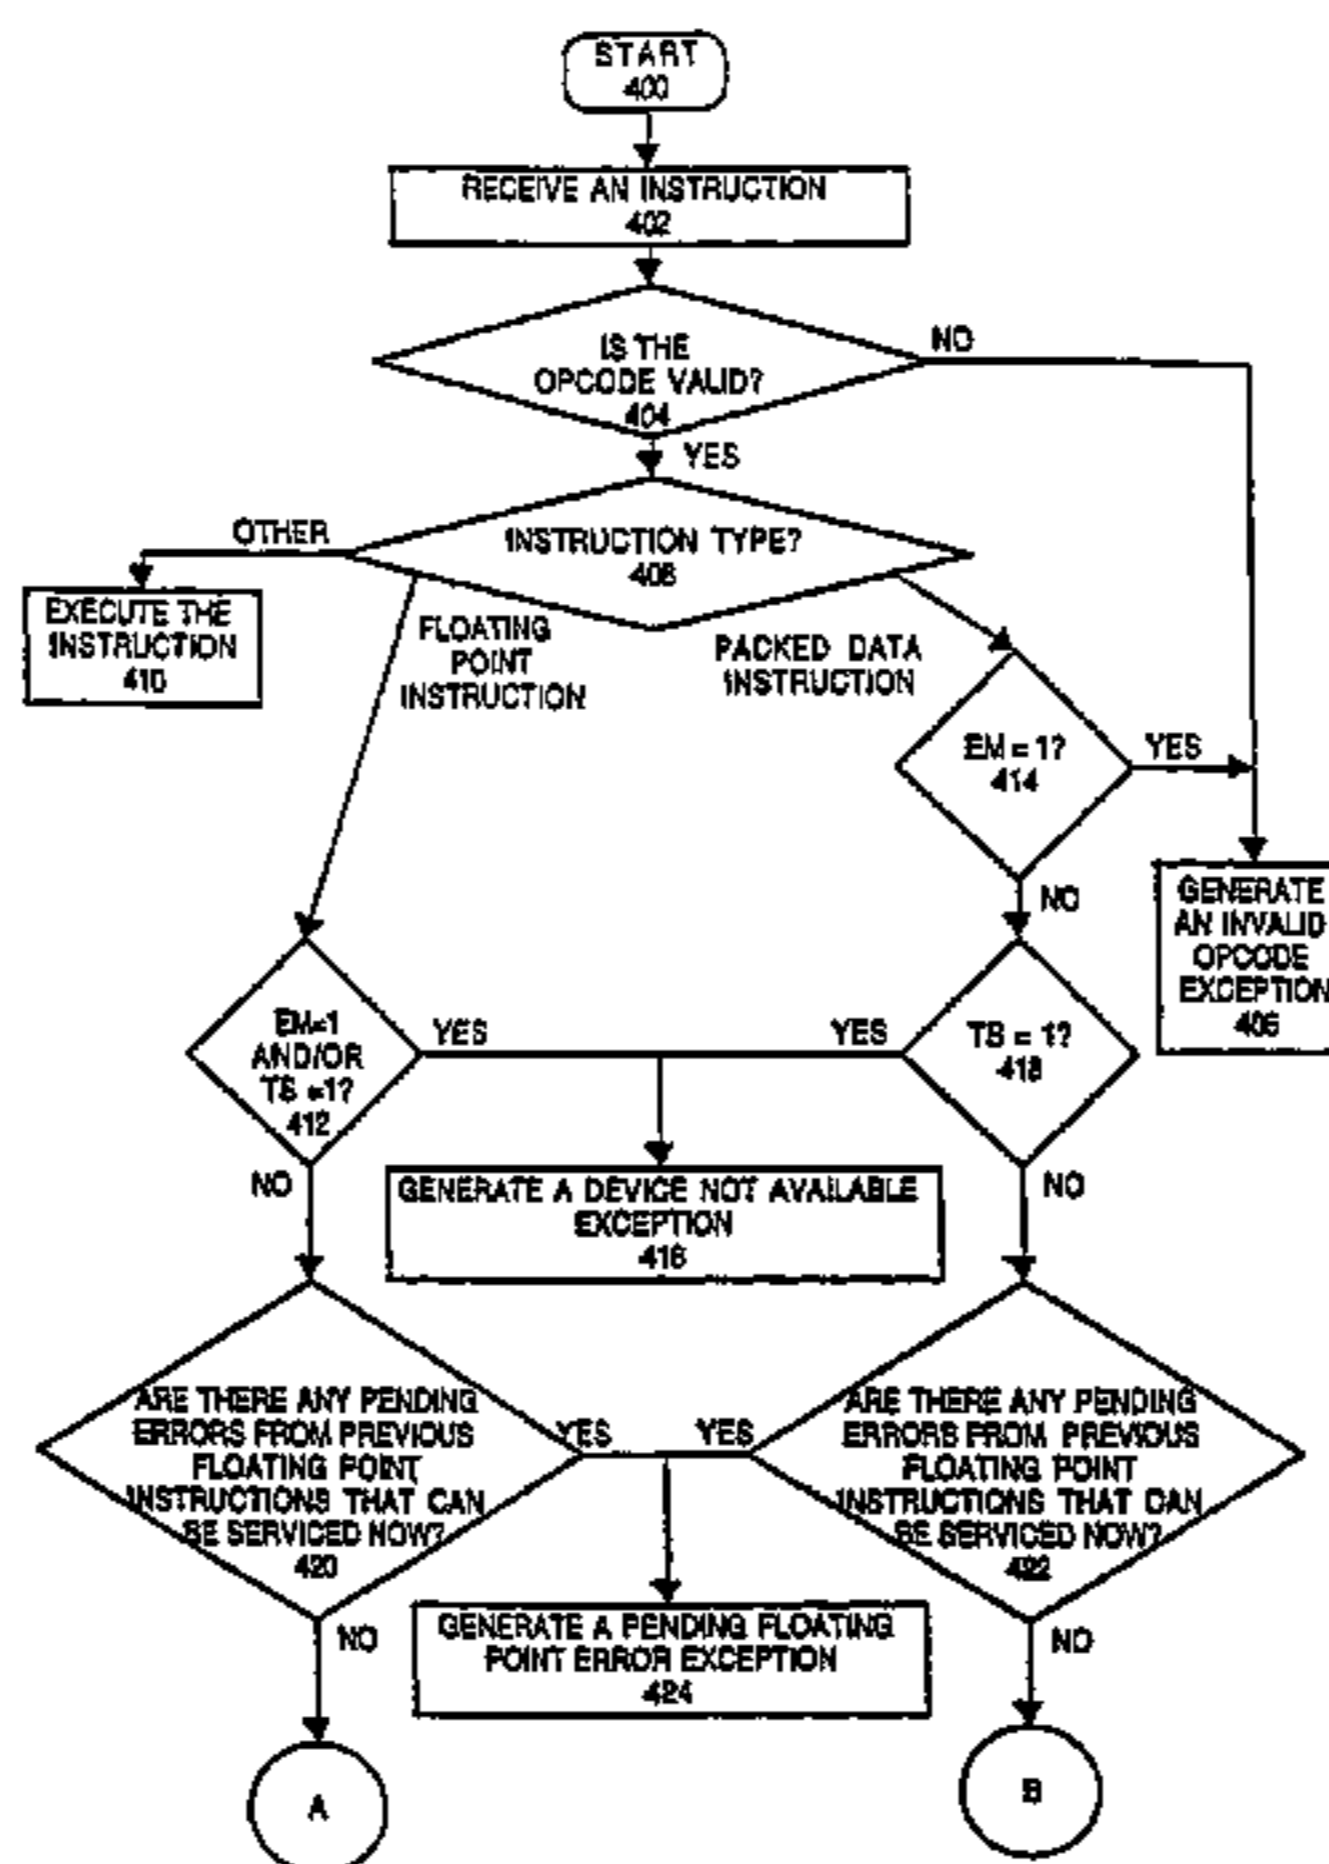 START
400
RECEIVE AN INSTRUCTION
402
IS THE
OPCODE VALID?
404
NO
YES
OTHER
INSTRUCTION TYPE?
408
EXECUTE THE
INSTRUCTION
410
FLOATING
POINT
INSTRUCTION
PACKED DATA
INSTRUCTION
EM = 1?
414
YES
NO
GENERATE
AN INVALID
OPCODE
EXCEPTION
406
EM=1
AND/OR
TS =1?
412
YES
YES
TS = 1?
418
NO
GENERATE A DEVICE NOT AVAILABLE
EXCEPTION
416
NO
ARE THERE ANY PENDING
ERRORS FROM PREVIOUS
FLOATING POINT
INSTRUCTIONS THAT CAN
BE SERVICED NOW?
420
YES
YES
ARE THERE ANY PENDING
ERRORS FROM PREVIOUS
FLOATING POINT
INSTRUCTIONS THAT CAN
BE SERVICED NOW?
422
NO
GENERATE A PENDING FLOATING
POINT ERROR EXCEPTION
424
NO
A
B